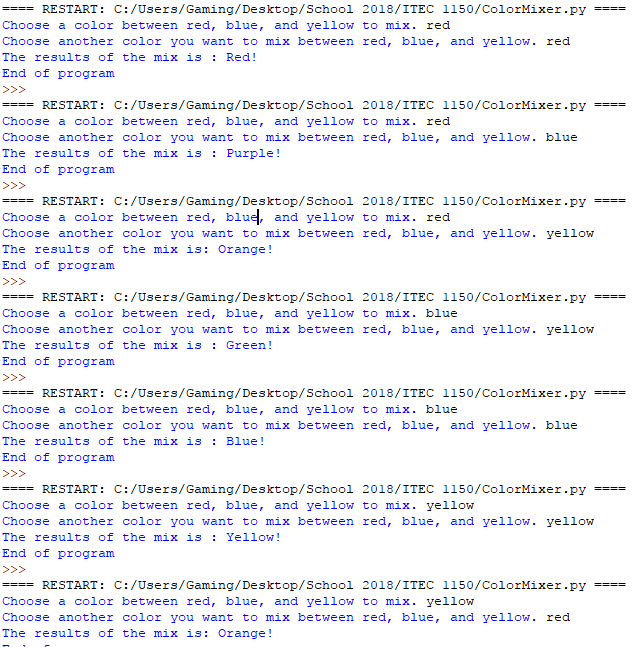 ==== RESTART: C:/Users/Gaming/Desktop/School 2018/ITEC 1150/ColorMixer.py ====
Choose a color between red, blue, and yellow to mix. red
Choose another color you want to mix between red, blue, and yellow. red
The results of the mix is : Red!
End of program
>>>
==== RESTART: C:/Users/Gaming/Desktop/School 2018/ITEC 1150/ColorMixer.py ====
Choose a color between red, blue, and yellow to mix. red
Choose another color you want to mix between red, blue, and yellow. blue
The results of the mix is : Purple!
End of program
>>>
==== RESTART: C:/Users/Gaming/Desktop/School 2018/ITEC 1150/ColorMixer.py ====
Choose a color between red, blue, and yellow to mix. red
Choose another color you want to mix between red, blue, and yellow. yellow
The results of the mix is: Orange!
End of program
>>>
==== RESTART: C:/Users/Gaming/Desktop/School 2018/ITEC 1150/ColorMixer.py ====
Choose a color between red, blue, and yellow to mix. blue
Choose another color you want to mix between red, blue, and yellow. yellow
The results of the mix is : Green!
End of program
>>>
==== RESTART: C:/Users/Gaming/Desktop/School 2018/ITEC 1150/ColorMixer.py ====
Choose a color between red, blue, and yellow to mix. blue
Choose another color you want to mix between red, blue, and yellow. blue
The results of the mix is : Blue!
End of program
>>>
==== RESTART: C:/Users/Gaming/Desktop/School 2018/ITEC 1150/ColorMixer.py ====
Choose a color between red, blue, and yellow to mix. yellow
Choose another color you want to mix between red, blue, and yellow. yellow
The results of the mix is : Yellow!
End of program
>>>
==== RESTART: C:/Users/Gaming/Desktop/School 2018/ITEC 1150/ColorMixer.py ====
Choose a color between red, blue, and yellow to mix. yellow
Choose another color you want to mix between red, blue, and yellow. red
The results of the mix is: Orange!